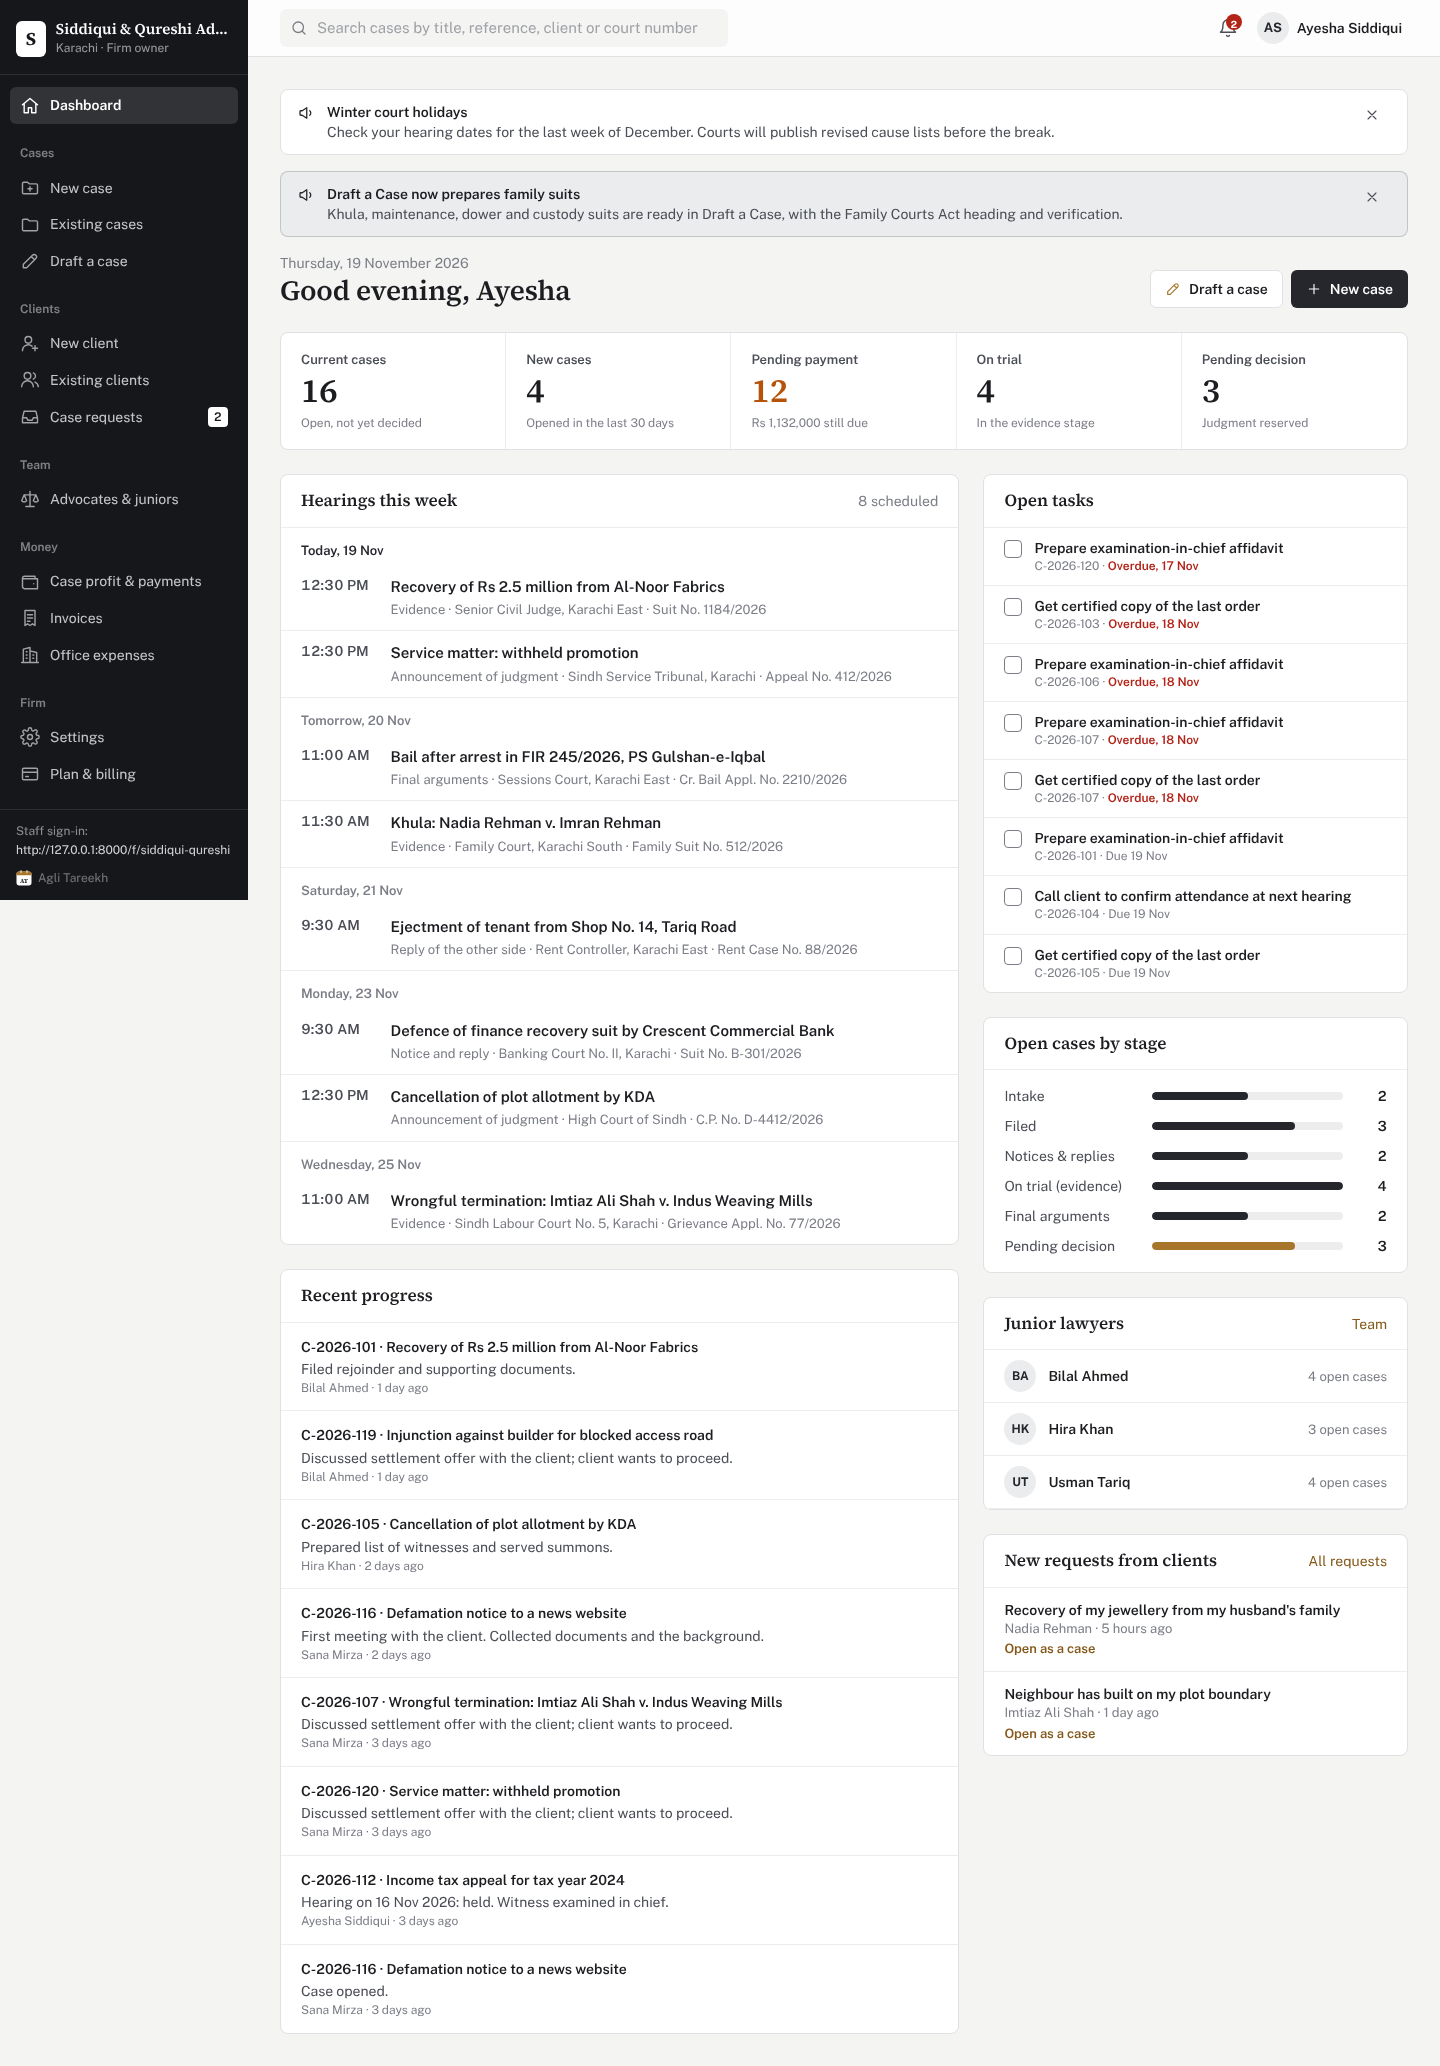 S
Siddiqui & Qureshi Ad...
Karachi · Firm owner
Dashboard
Cases
New case
Existing cases
Draft a case
Clients
New client
Existing clients
Case requests 2
Team
Advocates & juniors
Money
Case profit & payments
Invoices
Office expenses
Firm
Settings
Plan & billing
Staff sign-in:
http://127.0.0.1:8000/f/siddiqui-qureshi
AT Agli Tareekh
Search cases by title, reference, client or court number
2
AS Ayesha Siddiqui
Winter court holidays
Check your hearing dates for the last week of December. Courts will publish revised cause lists before the break.
Draft a Case now prepares family suits
Khula, maintenance, dower and custody suits are ready in Draft a Case, with the Family Courts Act heading and verification.
Thursday, 19 November 2026
Good evening, Ayesha
Draft a case
New case
Current cases
16
Open, not yet decided
New cases
4
Opened in the last 30 days
Pending payment
12
Rs 1,132,000 still due
On trial
4
In the evidence stage
Pending decision
3
Judgment reserved
Hearings this week 8 scheduled
Today, 19 Nov
12:30 PM Recovery of Rs 2.5 million from Al-Noor Fabrics
Evidence · Senior Civil Judge, Karachi East · Suit No. 1184/2026
12:30 PM Service matter: withheld promotion
Announcement of judgment · Sindh Service Tribunal, Karachi · Appeal No. 412/2026
Tomorrow, 20 Nov
11:00 AM Bail after arrest in FIR 245/2026, PS Gulshan-e-Iqbal
Final arguments · Sessions Court, Karachi East · Cr. Bail Appl. No. 2210/2026
11:30 AM Khula: Nadia Rehman v. Imran Rehman
Evidence · Family Court, Karachi South · Family Suit No. 512/2026
Saturday, 21 Nov
9:30 AM Ejectment of tenant from Shop No. 14, Tariq Road
Reply of the other side · Rent Controller, Karachi East · Rent Case No. 88/2026
Monday, 23 Nov
9:30 AM Defence of finance recovery suit by Crescent Commercial Bank
Notice and reply · Banking Court No. II, Karachi · Suit No. B-301/2026
12:30 PM Cancellation of plot allotment by KDA
Announcement of judgment · High Court of Sindh · C.P. No. D-4412/2026
Wednesday, 25 Nov
11:00 AM Wrongful termination: Imtiaz Ali Shah v. Indus Weaving Mills
Evidence · Sindh Labour Court No. 5, Karachi · Grievance Appl. No. 77/2026
Recent progress
C-2026-101 · Recovery of Rs 2.5 million from Al-Noor Fabrics
Filed rejoinder and supporting documents.
Bilal Ahmed · 1 day ago
C-2026-119 · Injunction against builder for blocked access road
Discussed settlement offer with the client; client wants to proceed.
Bilal Ahmed · 1 day ago
C-2026-105 · Cancellation of plot allotment by KDA
Prepared list of witnesses and served summons.
Hira Khan · 2 days ago
C-2026-116 · Defamation notice to a news website
First meeting with the client. Collected documents and the background.
Sana Mirza · 2 days ago
C-2026-107 · Wrongful termination: Imtiaz Ali Shah v. Indus Weaving Mills
Discussed settlement offer with the client; client wants to proceed.
Sana Mirza · 3 days ago
C-2026-120 · Service matter: withheld promotion
Discussed settlement offer with the client; client wants to proceed.
Sana Mirza · 3 days ago
C-2026-112 · Income tax appeal for tax year 2024
Hearing on 16 Nov 2026: held. Witness examined in chief.
Ayesha Siddiqui · 3 days ago
C-2026-116 · Defamation notice to a news website
Case opened.
Sana Mirza · 3 days ago
Open tasks
Prepare examination-in-chief affidavit
C-2026-120 · Overdue, 17 Nov
Get certified copy of the last order
C-2026-103 · Overdue, 18 Nov
Prepare examination-in-chief affidavit
C-2026-106 · Overdue, 18 Nov
Prepare examination-in-chief affidavit
C-2026-107 · Overdue, 18 Nov
Get certified copy of the last order
C-2026-107 · Overdue, 18 Nov
Prepare examination-in-chief affidavit
C-2026-101 · Due 19 Nov
Call client to confirm attendance at next hearing
C-2026-104 · Due 19 Nov
Get certified copy of the last order
C-2026-105 · Due 19 Nov
Open cases by stage
Intake 2
Filed 3
Notices & replies 2
On trial (evidence) 4
Final arguments 2
Pending decision 3
Junior lawyers Team
BA Bilal Ahmed 4 open cases
HK Hira Khan 3 open cases
UT Usman Tariq 4 open cases
New requests from clients All requests
Recovery of my jewellery from my husband's family
Nadia Rehman · 5 hours ago
Open as a case
Neighbour has built on my plot boundary
Imtiaz Ali Shah · 1 day ago
Open as a case